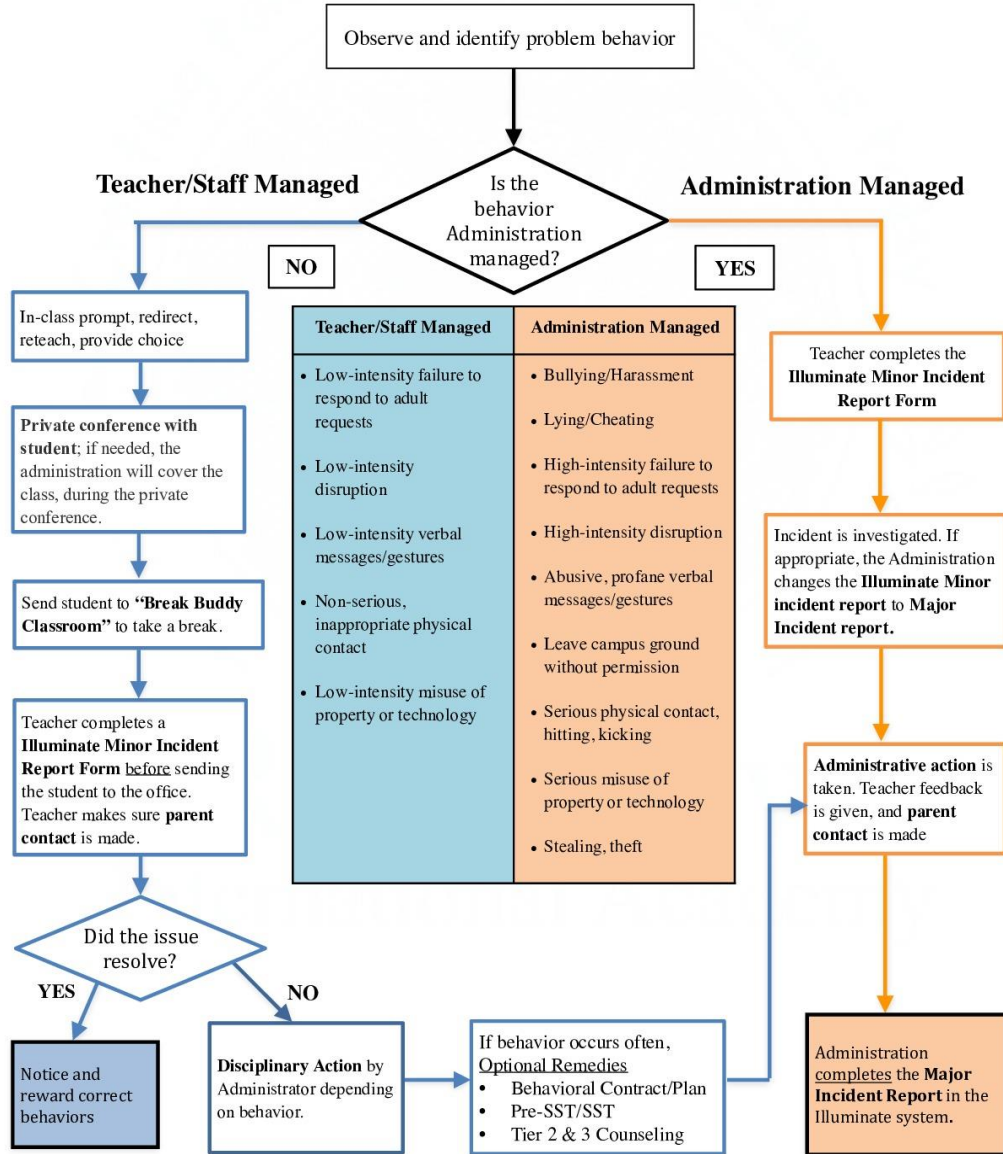 Observe and identify problem behavior
Teacher/Staff Managed
Is the
behavior
Administration
managed?
Administration Managed
NO
YES
In-class prompt, redirect,
reteach, provide choice
Private conference with
student; if needed, the
administration will cover the
class, during the private
conference.
Send student to “Break Buddy
Classroom” to take a break.
Teacher completes a
Illuminate Minor Incident
Report Form before sending
the student to the office.
Teacher makes sure parent
contact is made.
Did the issue
resolve?
YES
NO
Notice and
reward correct
behaviors
Disciplinary Action by
Administrator depending
on behavior.
If behavior occurs often,
Optional Remedies
• Behavioral Contract/Plan
• Pre-SST/SST
• Tier 2 & 3 Counseling
Teacher/Staff Managed
• Low-intensity failure to
respond to adult
requests
• Low-intensity
disruption
• Low-intensity verbal
messages/gestures
• Non-serious,
inappropriate physical
contact
• Low-intensity misuse of
property or technology
Administration Managed
• Bullying/Harassment
• Lying/Cheating
• High-intensity failure to
respond to adult requests
• High-intensity disruption
• Abusive, profane verbal
messages/gestures
• Leave campus ground
without permission
• Serious physical contact,
hitting, kicking
• Serious misuse of
property or technology
• Stealing, theft
Teacher completes the
Illuminate Minor Incident
Report Form
Incident is investigated. If
appropriate, the Administration
changes the Illuminate Minor
incident report to Major
Incident report.
Administrative action is
taken. Teacher feedback
is given, and parent
contact is made
Administration
completes the Major
Incident Report in the
Illuminate system.